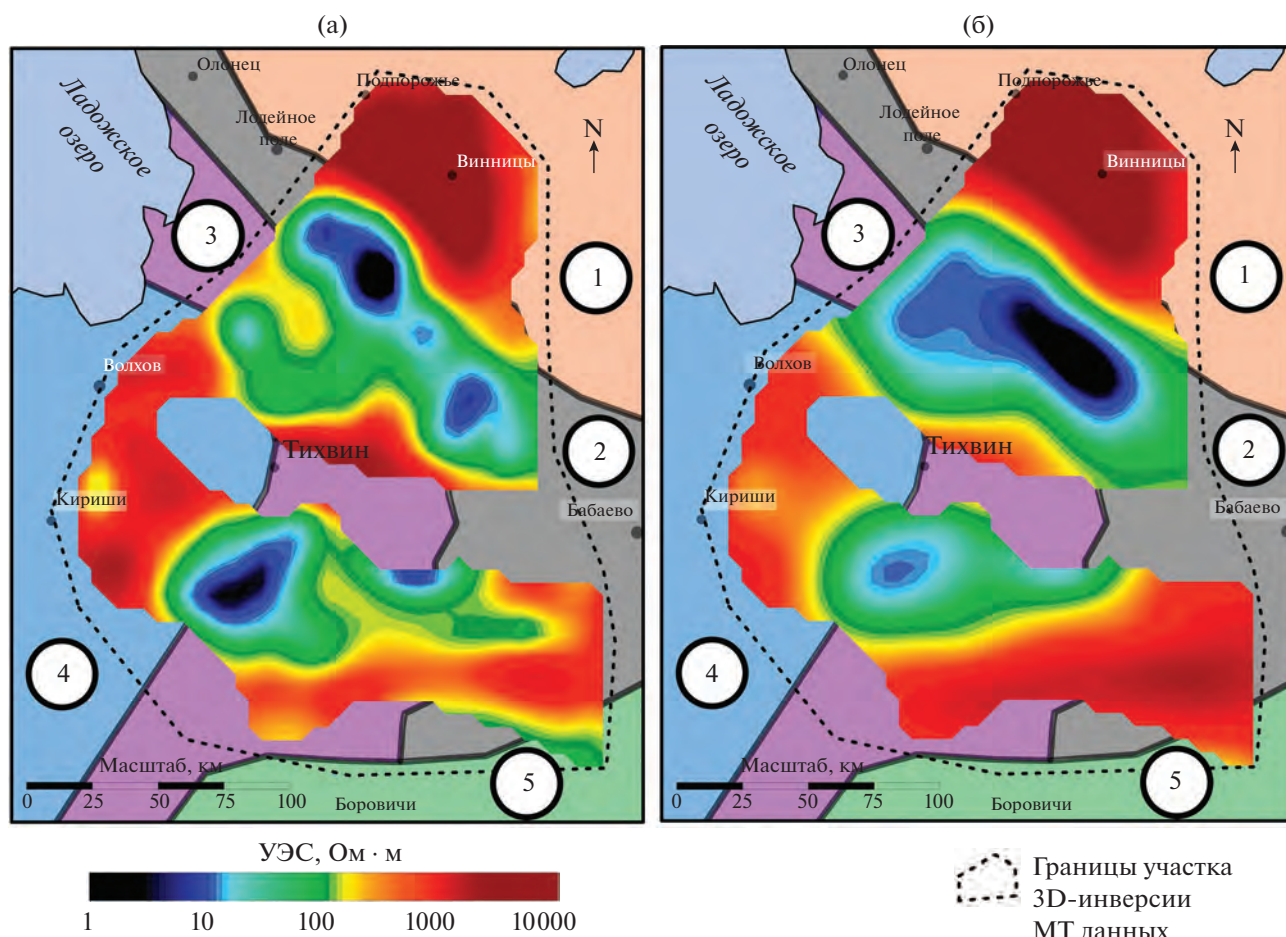 (а)
Олонец
Подпорожье
Ладожское
озеро
Лодейное
поле
N
Винницы
3
1
Волхов
2
Тихвин
Кириши
Бабаево
4
5
Масштаб, км
0 25 50 75 100
Боровичи
(б)
Олонец
Подпорожье
Ладожское
озеро
Лодейное
поле
N
Винницы
3
1
Волхов
2
Тихвин
Кириши
Бабаево
4
5
Масштаб, км
0 25 50 75 100
Боровичи
УЭС, Ом · м
1 10 100 1000 10000
Границы участка
3D-инверсии
МТ данных